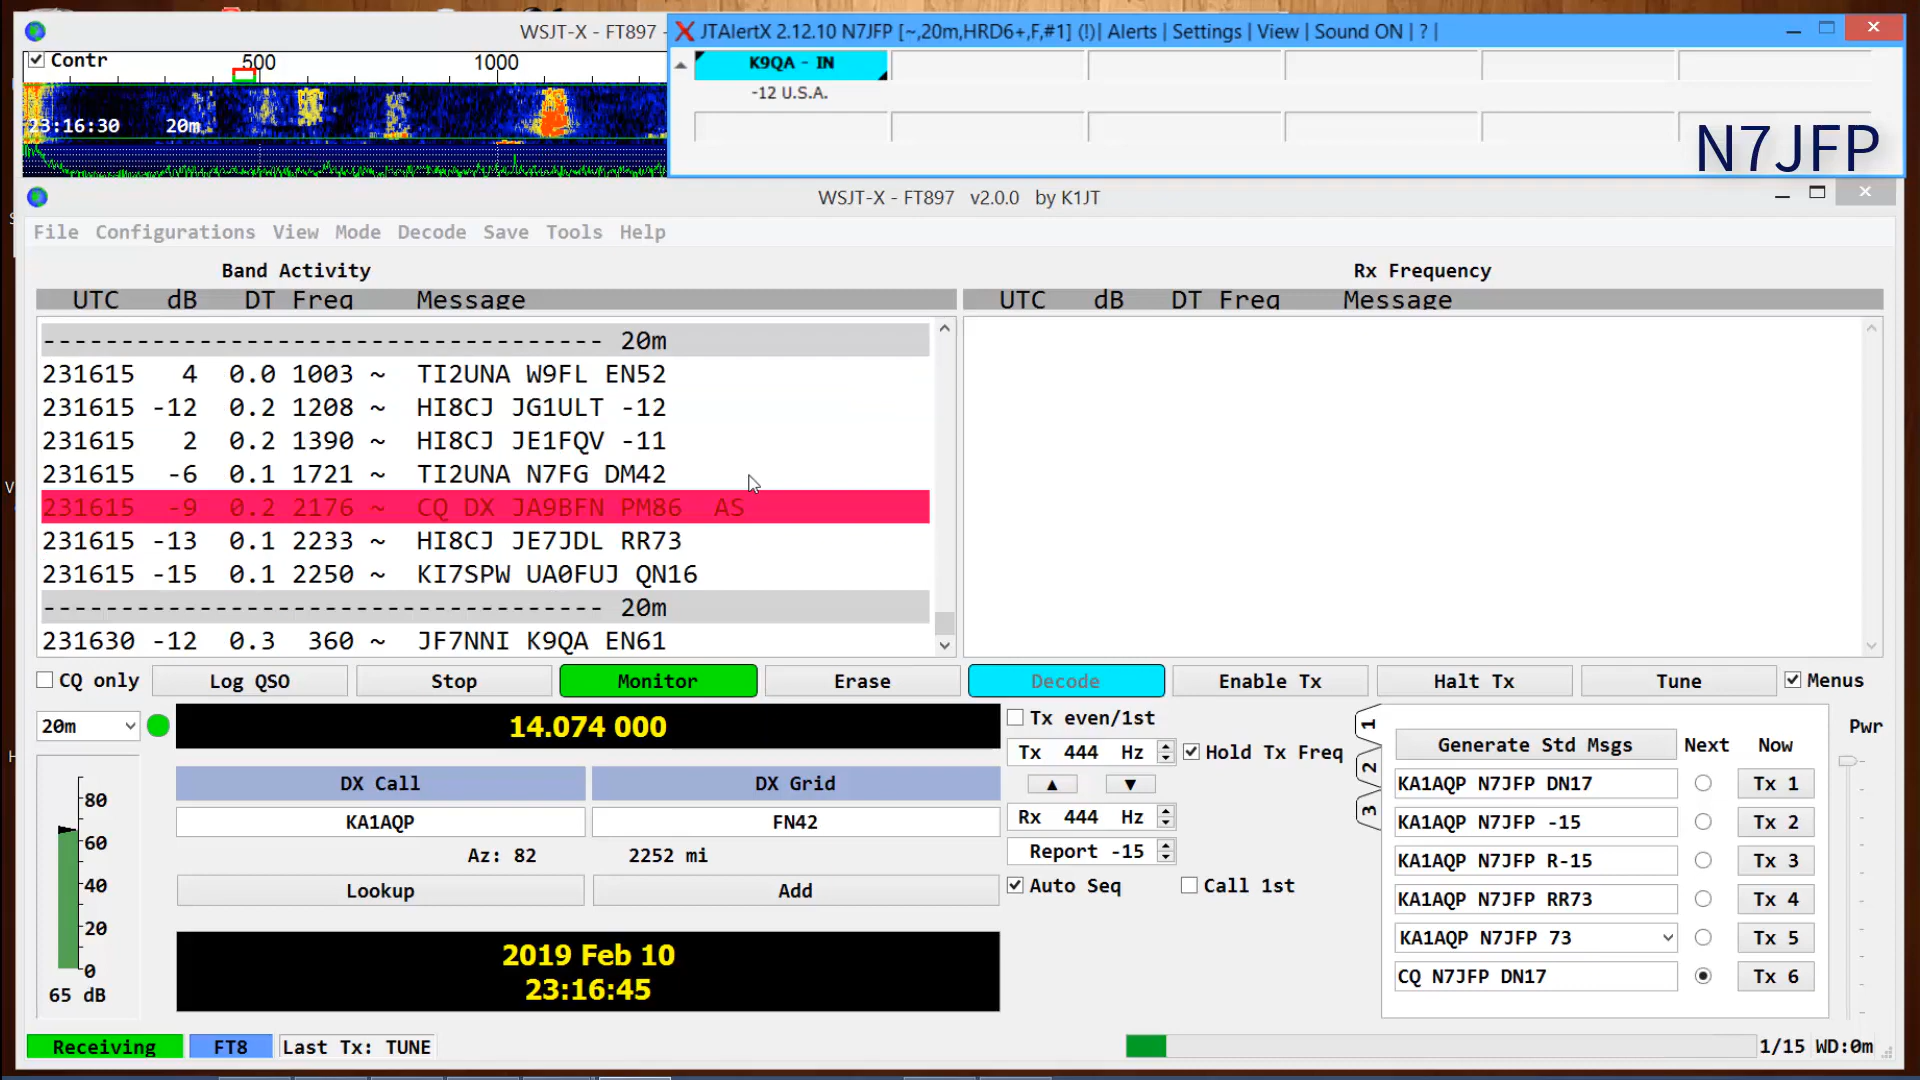 WSJT-X - FT897 -
JTAlertX 2.12.10 N7JFP [~,20m,HRD6+,F,#1] (!)| Alerts | Settings | View | Sound ON | ? |
Contr 500 1000
K9QA - IN
-12 U.S.A.
23:16:30 20m
N7JFP
WSJT-X - FT897 v2.0.0 by K1JT
File Configurations View Mode Decode Save Tools Help
Band Activity
UTC dB DT Freq Message
------------------------------------ 20m
231615 4 0.0 1003 ~ TI2UNA W9FL EN52
231615 -12 0.2 1208 ~ HI8CJ JG1ULT -12
231615 2 0.2 1390 ~ HI8CJ JE1FQV -11
231615 -6 0.1 1721 ~ TI2UNA N7FG DM42
231615 -9 0.2 2176 ~ CQ DX JA9BFN PM86 AS
231615 -13 0.1 2233 ~ HI8CJ JE7JDL RR73
231615 -15 0.1 2250 ~ KI7SPW UA0FUJ QN16
------------------------------------ 20m
231630 -12 0.3 360 ~ JF7NNI K9QA EN61
Rx Frequency
UTC dB DT Freq Message
CQ only Log QSO Stop Monitor Erase Decode Enable Tx Halt Tx Tune Menus
20m 14.074 000
DX Call DX Grid
KA1AQP FN42
Az: 82 2252 mi
Lookup Add
2019 Feb 10
23:16:45
80
60
40
20
0
65 dB
Tx even/1st
Tx 444 Hz Hold Tx Freq
▲ ▼
Rx 444 Hz
Report -15
Auto Seq Call 1st
1
2
3
Generate Std Msgs Next Now Pwr
KA1AQP N7JFP DN17 Tx 1
KA1AQP N7JFP -15 Tx 2
KA1AQP N7JFP R-15 Tx 3
KA1AQP N7JFP RR73 Tx 4
KA1AQP N7JFP 73 Tx 5
CQ N7JFP DN17 Tx 6
Receiving FT8 Last Tx: TUNE 1/15 WD:0m